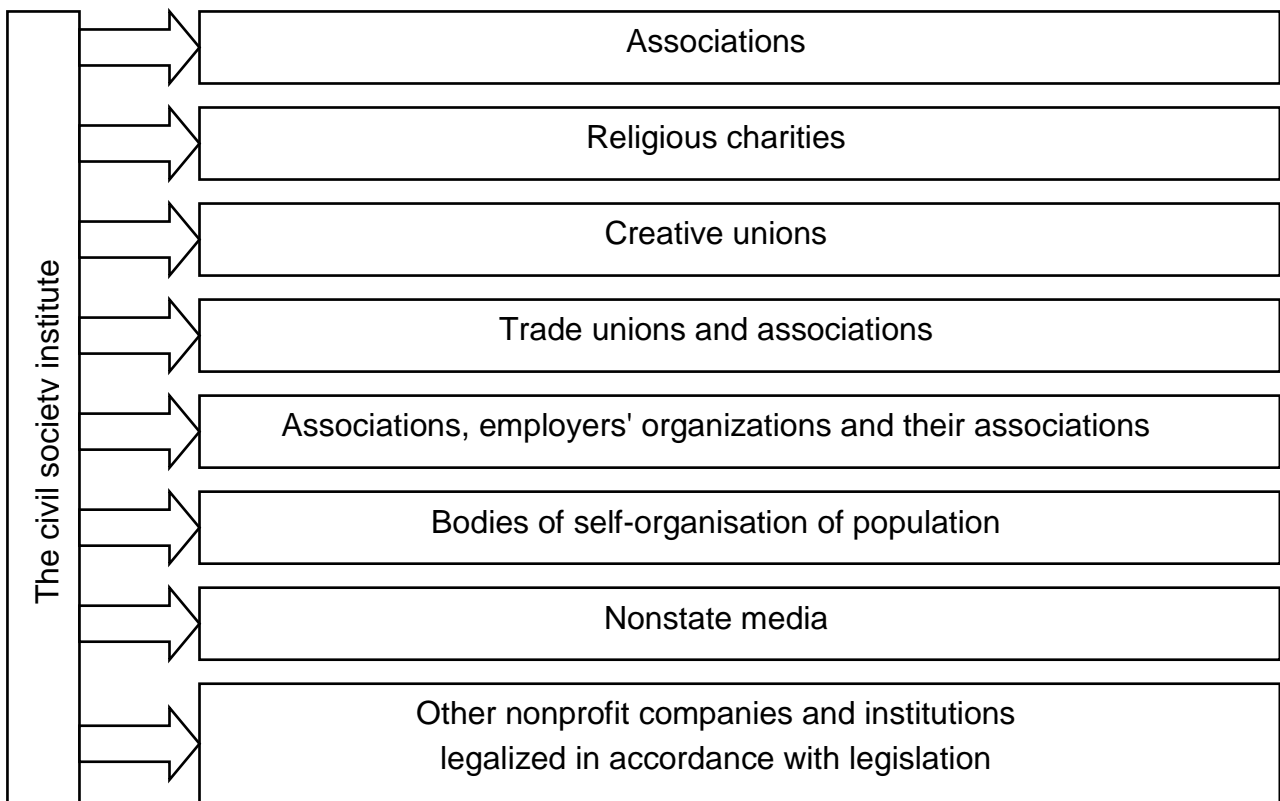 The civil society institute
Associations
Religious charities
Creative unions
Trade unions and associations
Associations, employers' organizations and their associations
Bodies of self-organisation of population
Nonstate media
Other nonprofit companies and institutions
legalized in accordance with legislation